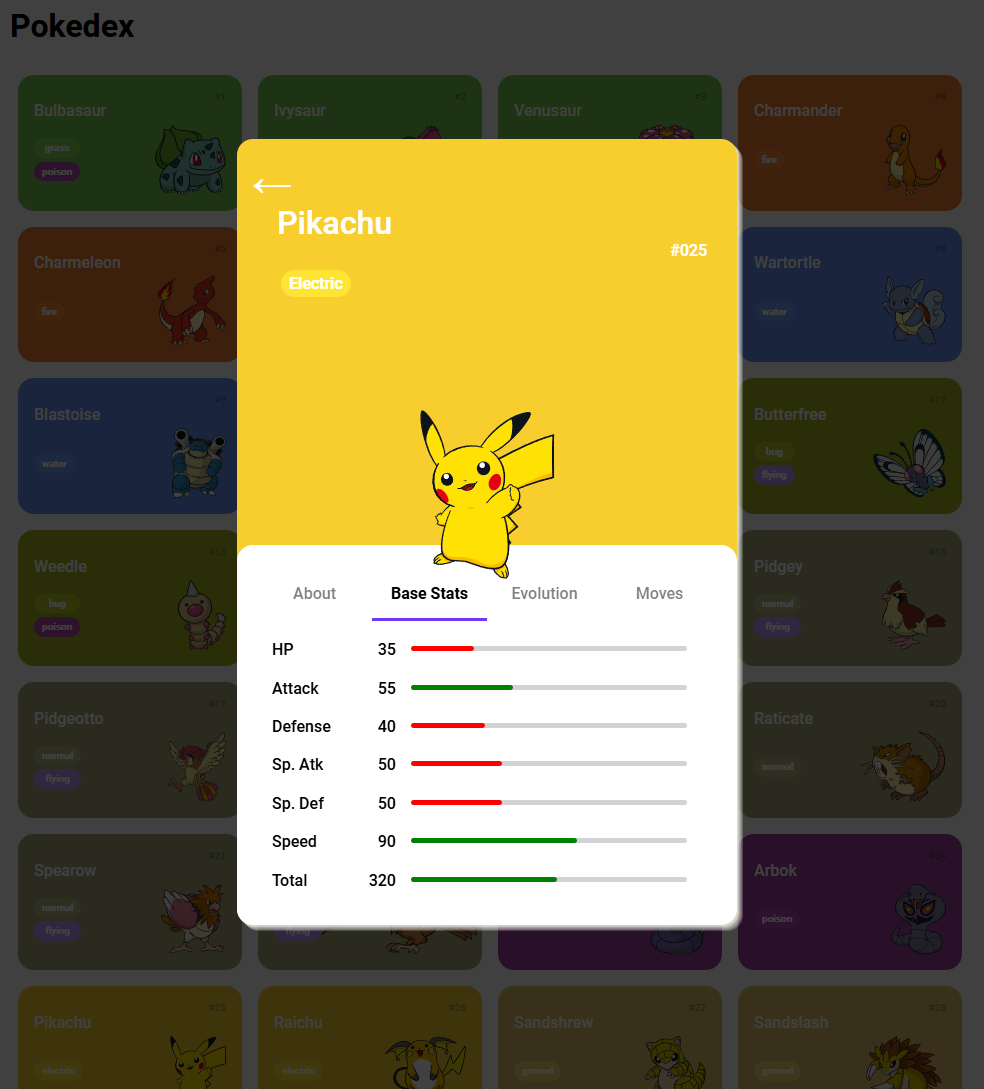 Pokedex
#1
Bulbasaur
grass
poison
#2
Ivysaur
#3
Venusaur
#4
Charmander
fire
#5
Charmeleon
fire
Wartortle
water
#9
Blastoise
water
#12
Butterfree
bug
flying
#13
Weedle
bug
poison
#16
Pidgey
normal
flying
#17
Pidgeotto
normal
flying
#20
Raticate
normal
#21
Spearow
normal
flying
flying
#24
Arbok
poison
#25
Pikachu
electric
#26
Raichu
electric
#27
Sandshrew
ground
#28
Sandslash
ground
Pikachu
#025
Electric
About Base Stats Evolution Moves
HP 35
Attack 55
Defense 40
Sp. Atk 50
Sp. Def 50
Speed 90
Total 320